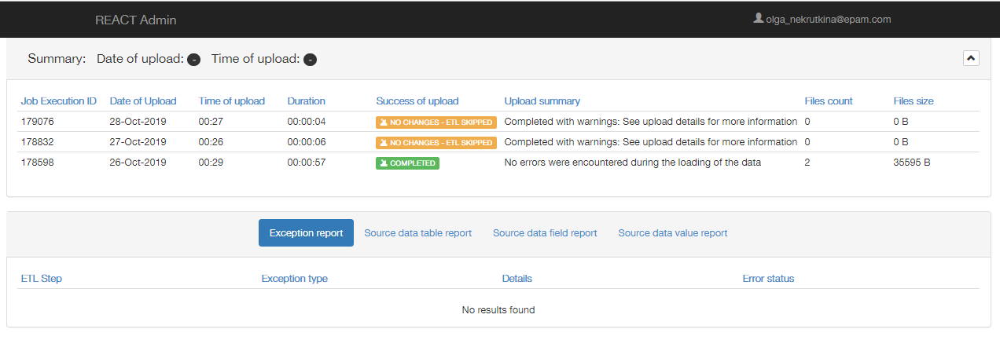 REACT Admin olga_nekrutkina@epam.com
Summary: Date of upload: - Time of upload: -
Job Execution ID Date of Upload Time of upload Duration Success of upload Upload summary Files count Files size
179076 28-Oct-2019 00:27 00:00:04 NO CHANGES - ETL SKIPPED Completed with warnings: See upload details for more information 0 0 B
178832 27-Oct-2019 00:26 00:00:06 NO CHANGES - ETL SKIPPED Completed with warnings: See upload details for more information 0 0 B
178598 26-Oct-2019 00:29 00:00:57 COMPLETED No errors were encountered during the loading of the data 2 35595 B
Exception report Source data table report Source data field report Source data value report
ETL Step Exception type Details Error status
No results found